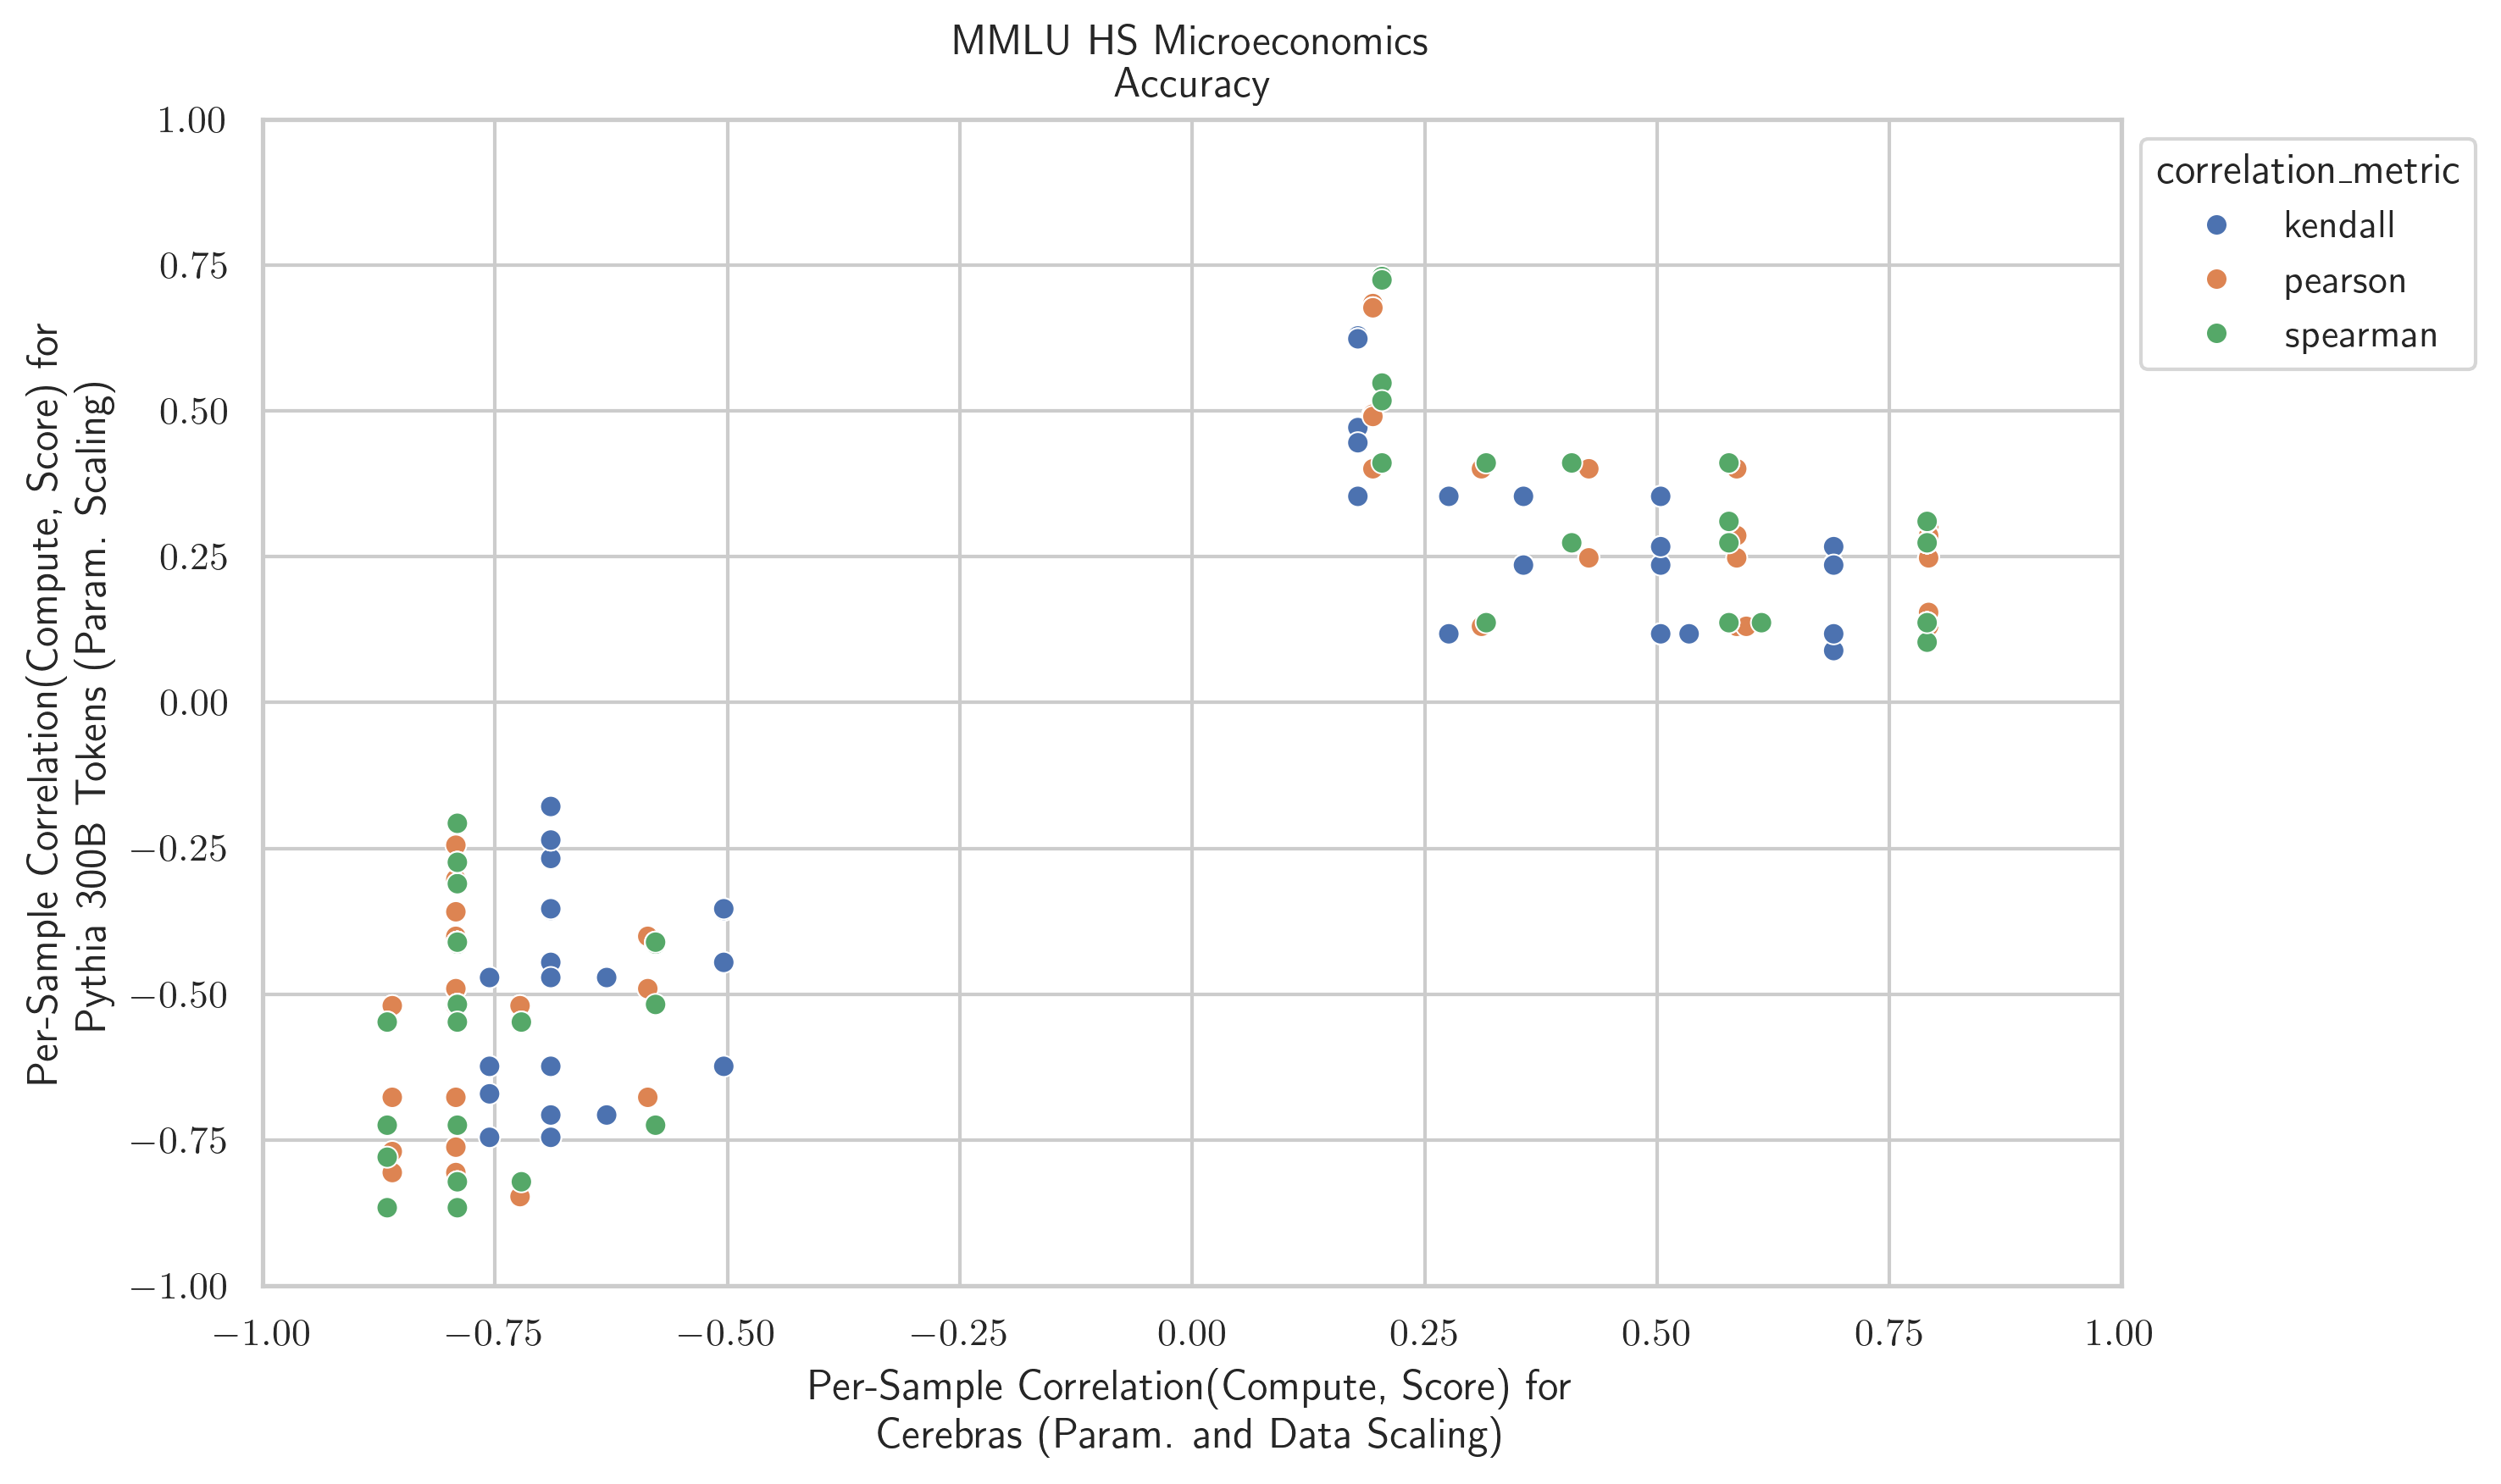 MMLU HS Microeconomics
Accuracy
1.00
0.75
0.50
0.25
0.00
−0.25
−0.50
−0.75
−1.00
Per-Sample Correlation(Compute, Score) for
Pythia 300B Tokens (Param. Scaling)
−1.00
−0.75
−0.50
−0.25
0.00
0.25
0.50
0.75
1.00
Per-Sample Correlation(Compute, Score) for
Cerebras (Param. and Data Scaling)
correlation_metric
kendall
pearson
spearman